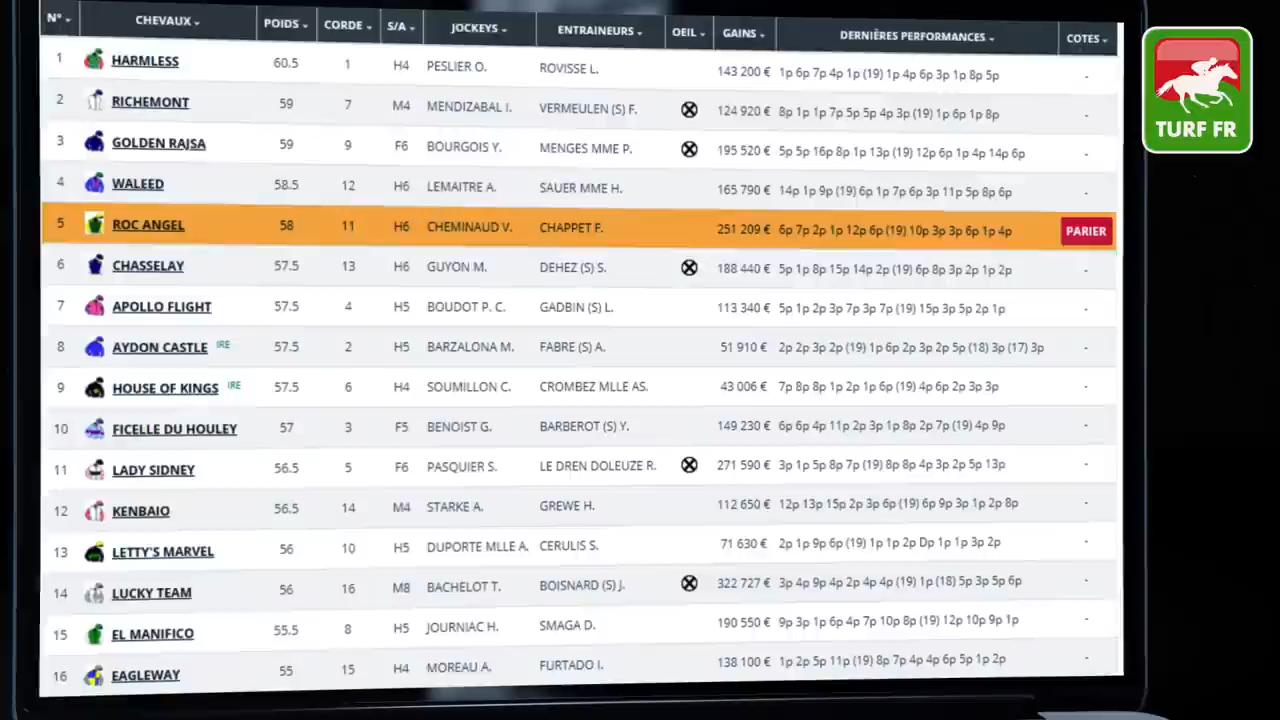 N° CHEVAUX POIDS CORDE S/A JOCKEYS ENTRAINEURS OEIL GAINS DERNIÈRES PERFORMANCES COTES
1 HARMLESS 60.5 1 H4 PESLIER O. ROVISSE L. 143 200 € 1p 6p 7p 4p 1p (19) 1p 4p 6p 3p 1p 8p 5p -
2 RICHEMONT 59 7 M4 MENDIZABAL I. VERMEULEN (S) F. 124 920 € 8p 1p 1p 7p 5p 5p 4p 3p (19) 1p 6p 1p 8p -
3 GOLDEN RAJSA 59 9 F6 BOURGOIS Y. MENGES MME P. 195 520 € 5p 5p 16p 8p 1p 13p (19) 12p 6p 1p 4p 14p 6p -
4 WALEED 58.5 12 H6 LEMAITRE A. SAUER MME H. 165 790 € 14p 1p 9p (19) 6p 1p 7p 6p 3p 11p 5p 8p 6p -
5 ROC ANGEL 58 11 H6 CHEMINAUD V. CHAPPET F. 251 209 € 6p 7p 2p 1p 12p 6p (19) 10p 3p 3p 6p 1p 4p PARIER
6 CHASSELAY 57.5 13 H6 GUYON M. DEHEZ (S) S. 188 440 € 5p 1p 8p 15p 14p 2p (19) 6p 8p 3p 2p 1p 2p -
7 APOLLO FLIGHT 57.5 4 H5 BOUDOT P. C. GADBIN (S) L. 113 340 € 5p 1p 2p 3p 7p 3p 7p (19) 15p 3p 5p 2p 1p -
8 AYDON CASTLE IRE 57.5 2 H5 BARZALONA M. FABRE (S) A. 51 910 € 2p 2p 3p 2p (19) 1p 6p 2p 3p 2p 5p (18) 3p (17) 3p -
9 HOUSE OF KINGS IRE 57.5 6 H4 SOUMILLON C. CROMBEZ MLLE AS. 43 006 € 7p 8p 8p 1p 2p 1p 6p (19) 4p 6p 2p 3p 3p -
10 FICELLE DU HOULEY 57 3 F5 BENOIST G. BARBEROT (S) Y. 149 230 € 6p 6p 4p 11p 2p 3p 1p 8p 2p 7p (19) 4p 9p -
11 LADY SIDNEY 56.5 5 F6 PASQUIER S. LE DREN DOLEUZE R. 271 590 € 3p 1p 5p 8p 7p (19) 8p 8p 4p 3p 2p 5p 13p -
12 KENBAIO 56.5 14 M4 STARKE A. GREWE H. 112 650 € 12p 13p 15p 2p 3p 6p (19) 6p 9p 3p 1p 2p 8p -
13 LETTY'S MARVEL 56 10 H5 DUPORTE MLLE A. CERULIS S. 71 630 € 2p 1p 9p 6p (19) 1p 1p 2p Dp 1p 1p 3p 2p -
14 LUCKY TEAM 56 16 M8 BACHELOT T. BOISNARD (S) J. 322 727 € 3p 4p 9p 4p 2p 4p 4p (19) 1p (18) 5p 3p 5p 6p -
15 EL MANIFICO 55.5 8 H5 JOURNIAC H. SMAGA D. 190 550 € 9p 3p 1p 6p 4p 7p 10p 8p (19) 12p 10p 9p 1p -
16 EAGLEWAY 55 15 H4 MOREAU A. FURTADO I. 138 100 € 1p 2p 5p 11p (19) 8p 7p 4p 4p 6p 5p 1p 2p -
TURF FR